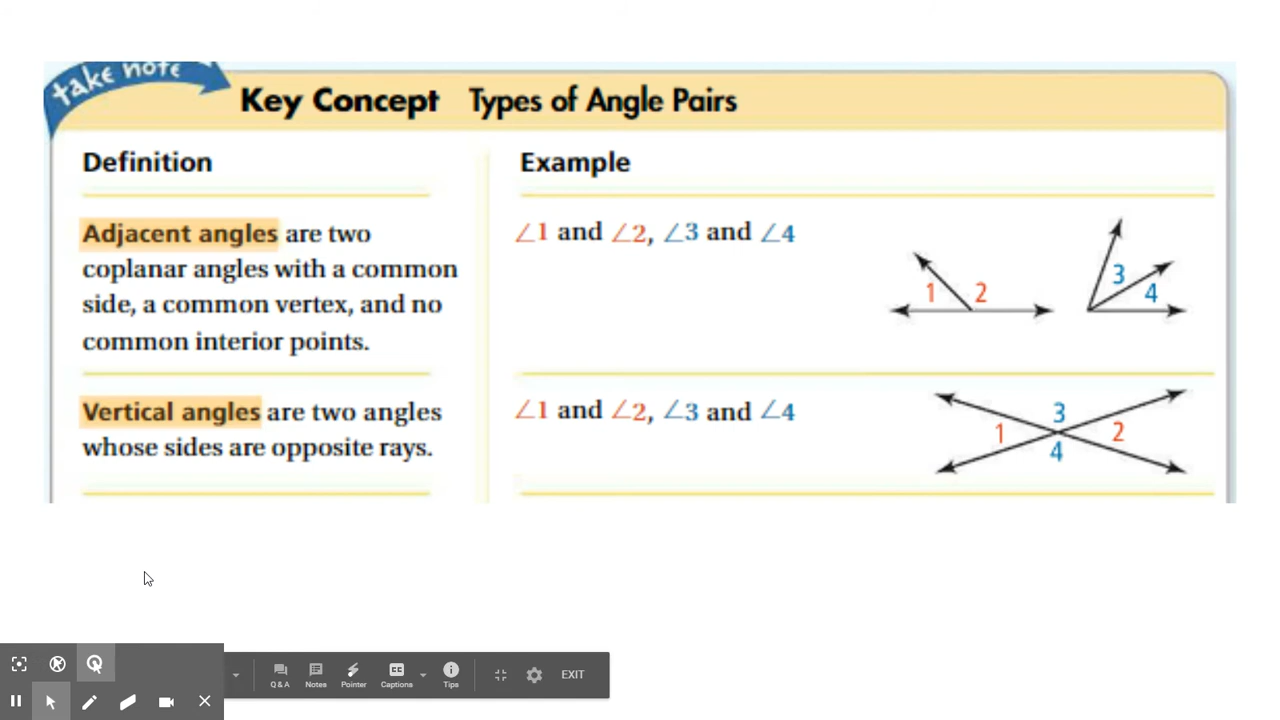 take note
Key Concept Types of Angle Pairs
Definition
Example
Adjacent angles are two
coplanar angles with a common
side, a common vertex, and no
common interior points.
∠1 and ∠2, ∠3 and ∠4
1 2
3
4
Vertical angles are two angles
whose sides are opposite rays.
∠1 and ∠2, ∠3 and ∠4
3
1 2
4
CC
Q & A Notes Pointer Captions Tips
EXIT